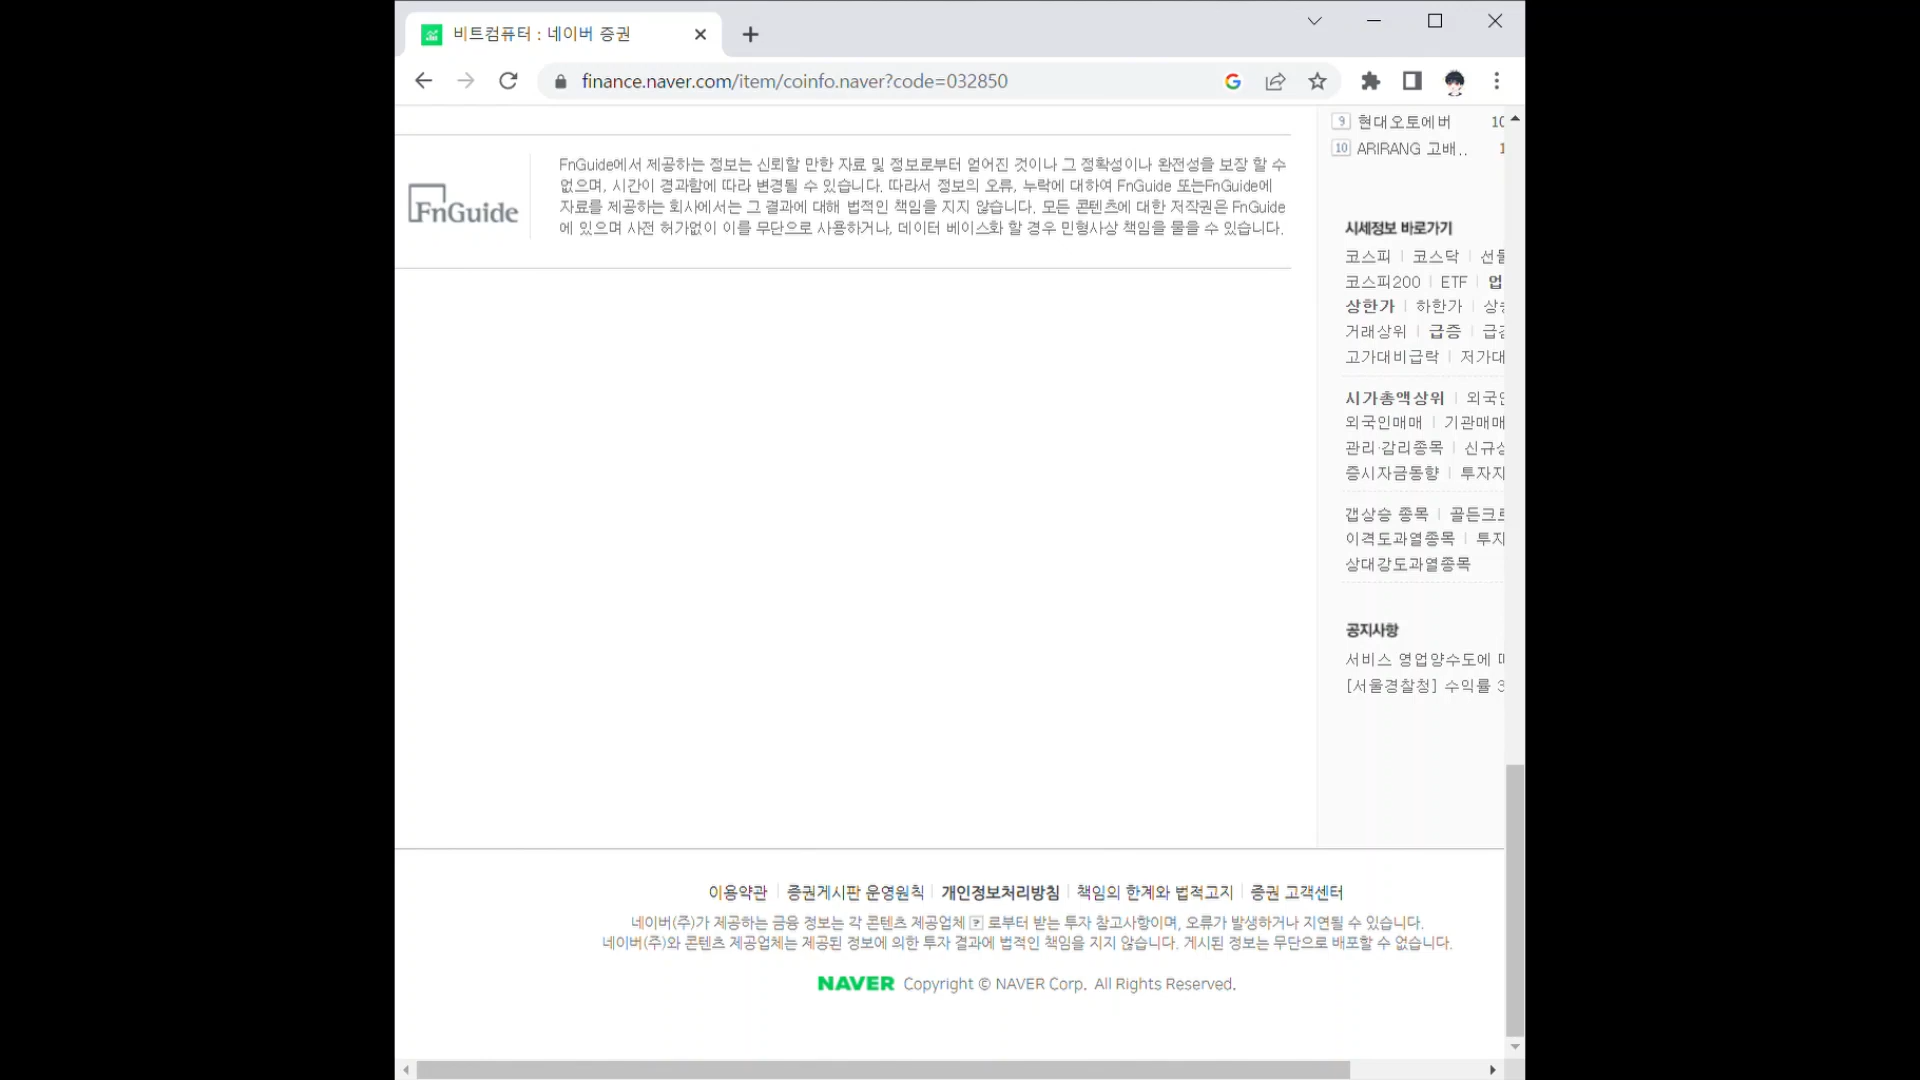 비트컴퓨터 : 네이버 증권
finance.naver.com/item/coinfo.naver?code=032850
FnGuide
FnGuide에서 제공하는 정보는 신뢰할 만한 자료 및 정보로부터 얻어진 것이나 그 정확성이나 완전성을 보장 할 수
없으며, 시간이 경과함에 따라 변경될 수 있습니다. 따라서 정보의 오류, 누락에 대하여 FnGuide 또는FnGuide에
자료를 제공하는 회사에서는 그 결과에 대해 법적인 책임을 지지 않습니다. 모든 콘텐츠에 대한 저작권은 FnGuide
에 있으며 사전 허가없이 이를 무단으로 사용하거나, 데이터 베이스화 할 경우 민형사상 책임을 물을 수 있습니다.
9 현대오토에버 10
10 ARIRANG 고배.. 1
시세정보 바로가기
코스피 | 코스닥 |
코스피200 | ETF | 업
상한가 | 하한가 |
거래상위 | 급증 |
고가대비급락 | 저가대
시가총액상위 | 외국
외국인매매 | 기관매매
관리·감리종목 | 신규
증시자금동향 | 투자
갭상승 종목 | 골든크
이격도과열종목 | 투자
상대강도과열종목
공지사항
서비스 영업양수도에
[서울경찰청] 수익률 3
이용약관 | 증권게시판 운영원칙 | 개인정보처리방침 | 책임의 한계와 법적고지 | 증권 고객센터
네이버(주)가 제공하는 금융 정보는 각 콘텐츠 제공업체 ? 로부터 받는 투자 참고사항이며, 오류가 발생하거나 지연될 수 있습니다.
네이버(주)와 콘텐츠 제공업체는 제공된 정보에 의한 투자 결과에 법적인 책임을 지지 않습니다. 게시된 정보는 무단으로 배포할 수 없습니다.
NAVER Copyright © NAVER Corp. All Rights Reserved.